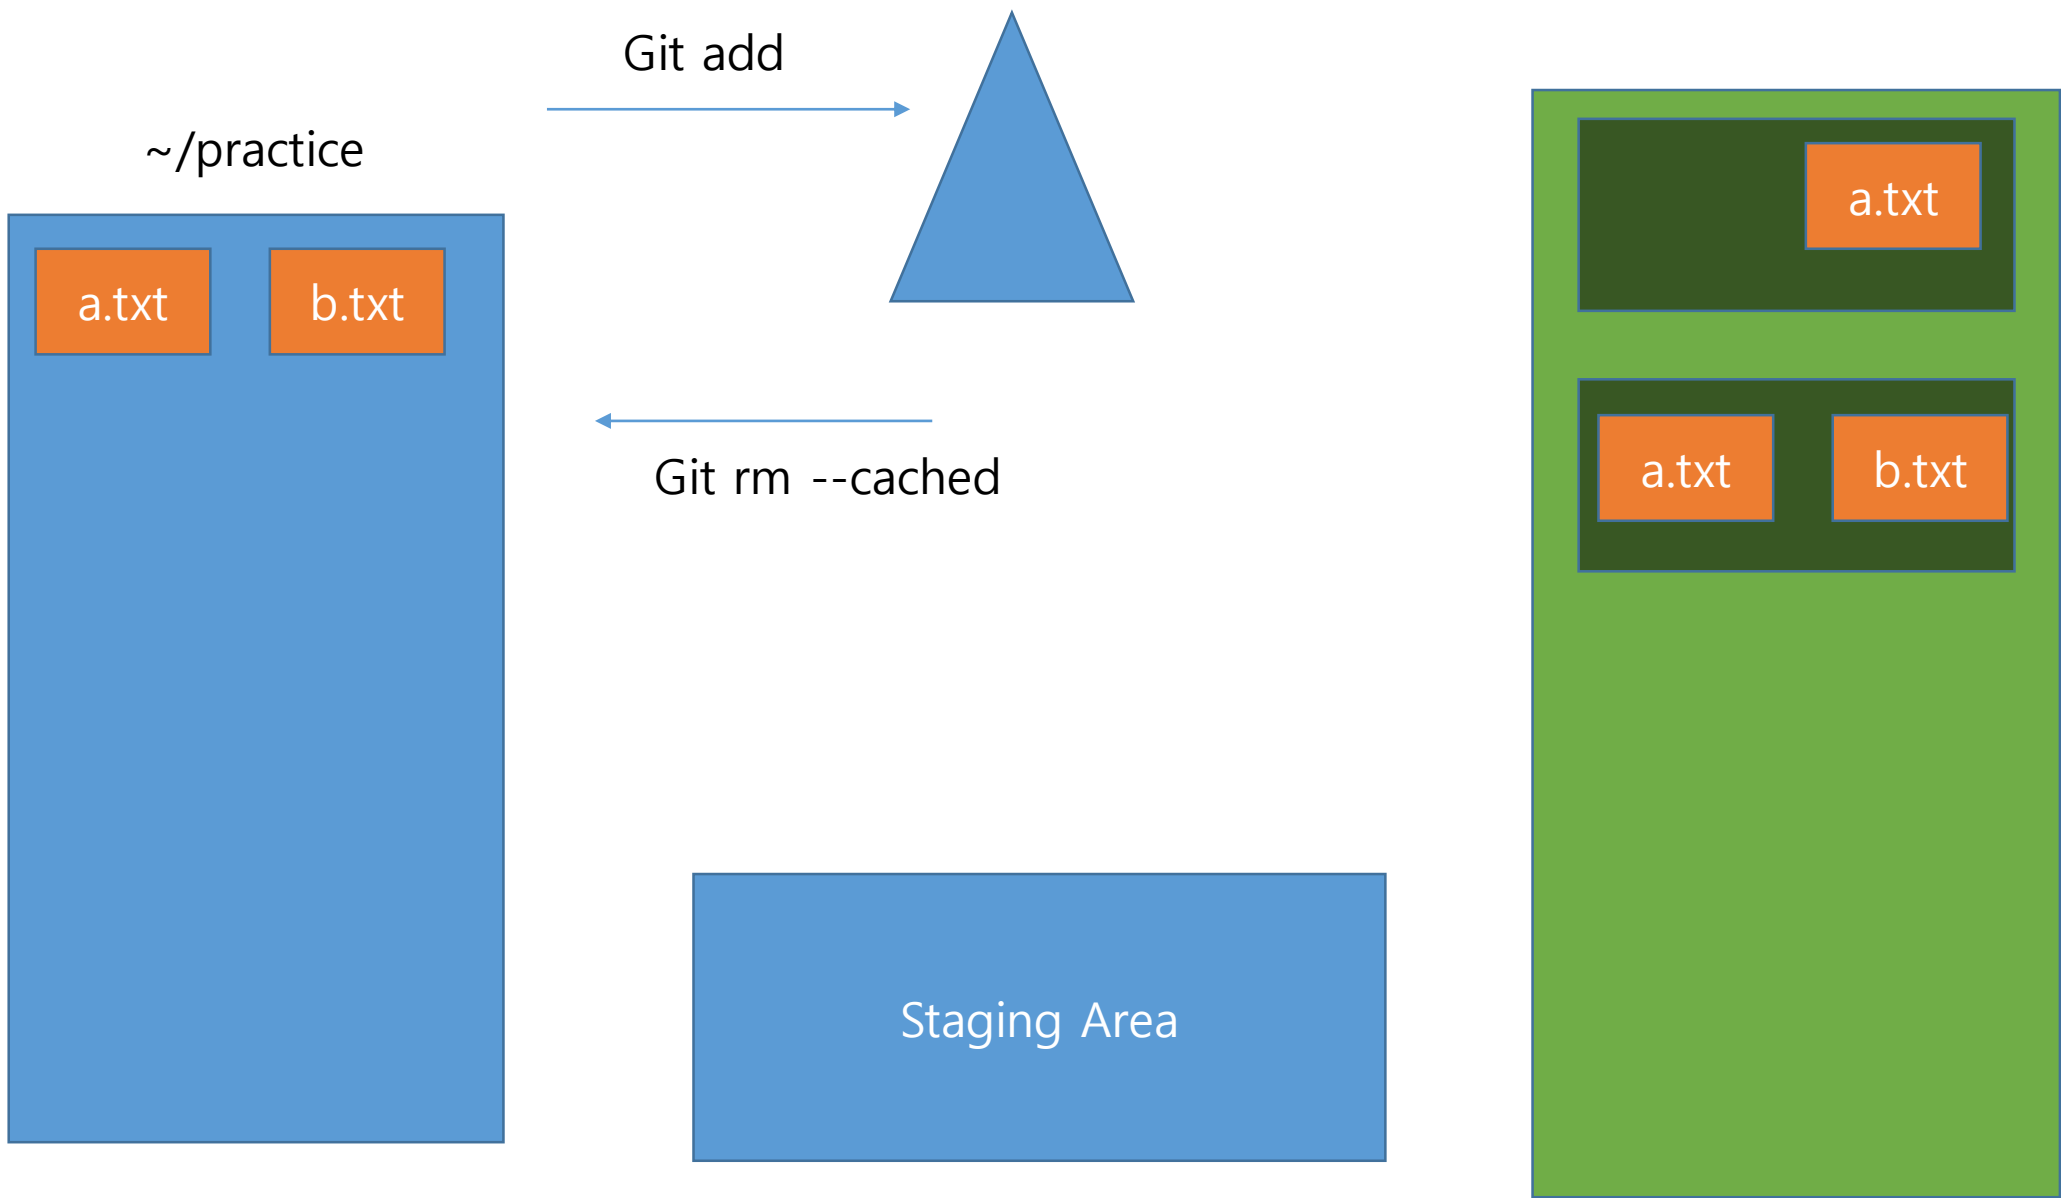 Git add
~/practice
a.txt
b.txt
Git rm --cached
Staging Area
a.txt
a.txt
b.txt